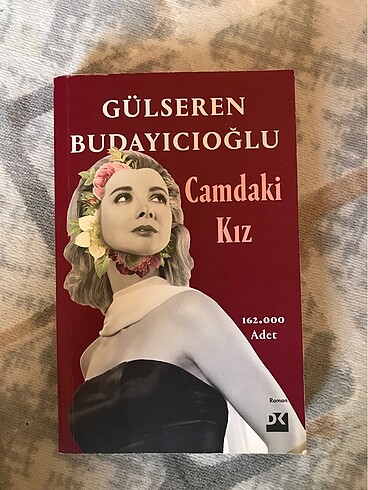 GÜLSEREN
BUDAYICIOĞLU
Camdaki
Kız
162.000
Adet
Roman
DK